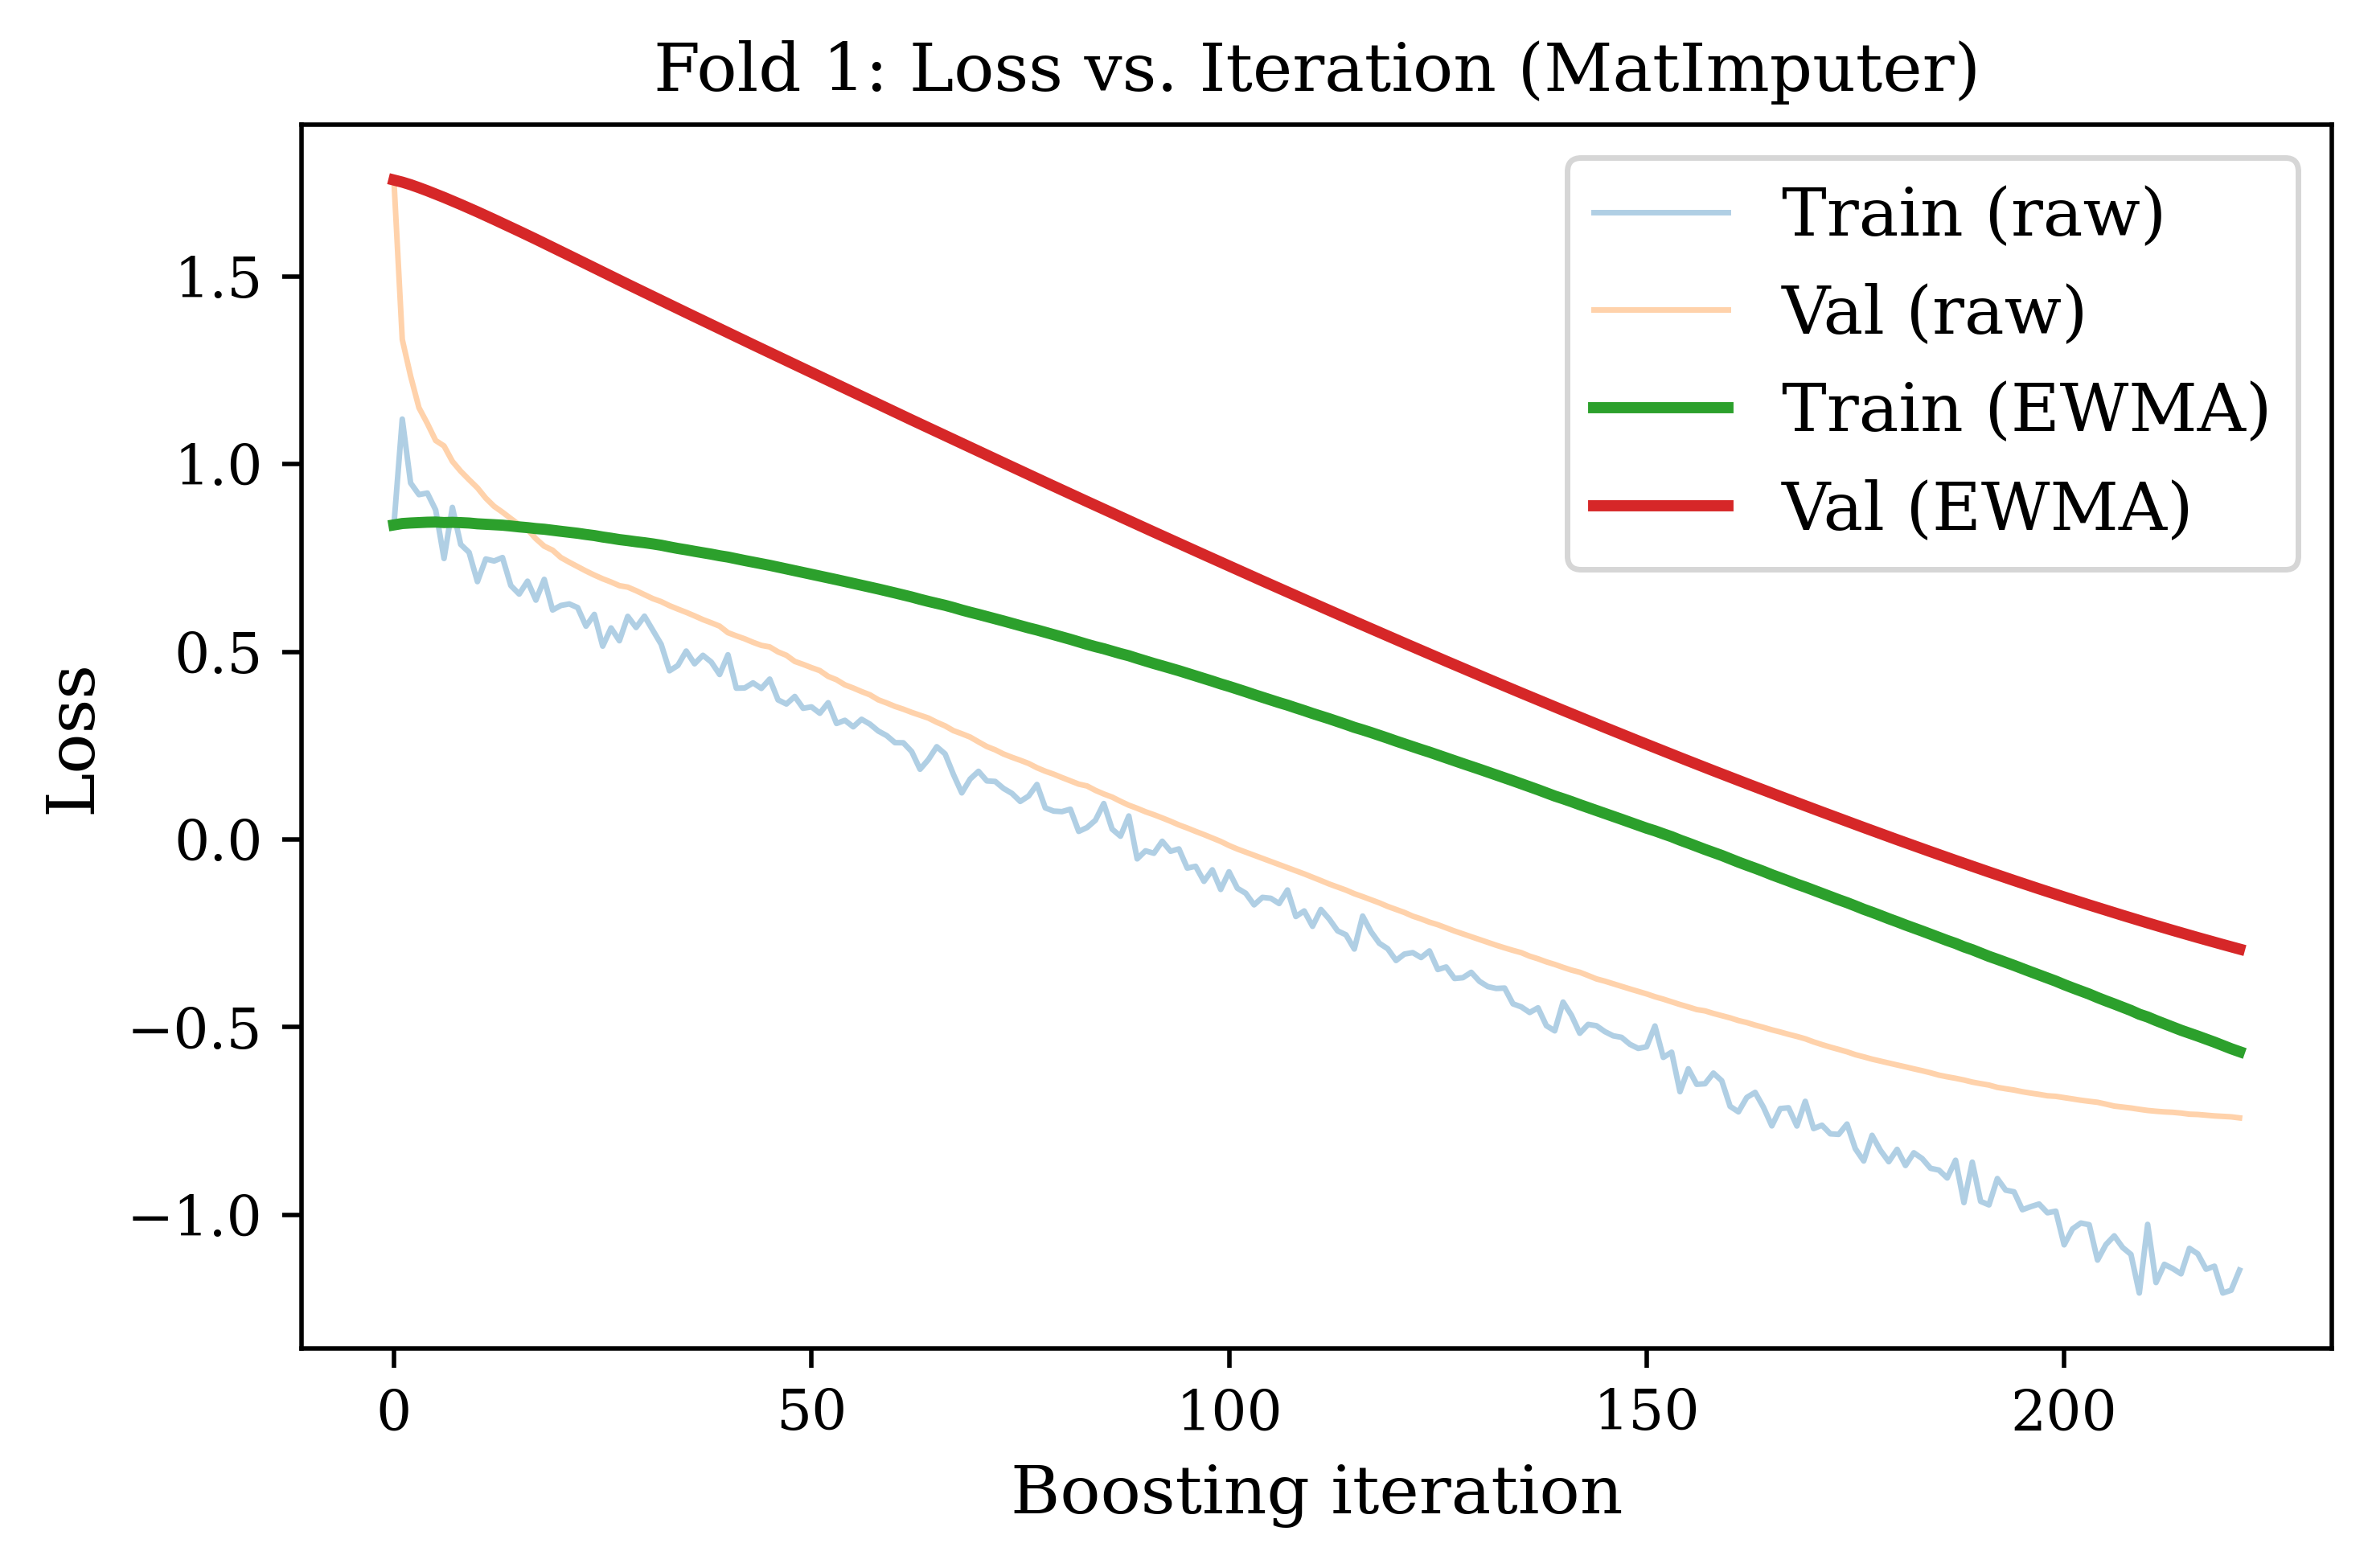 Fold 1: Loss vs. Iteration (MatImputer)
Train (raw)
Val (raw)
Train (EWMA)
Val (EWMA)
Loss
1.5
1.0
0.5
0.0
−0.5
−1.0
0 50 100 150 200
Boosting iteration